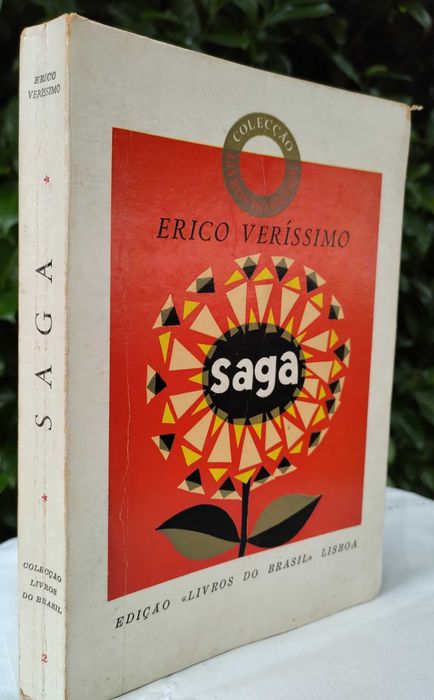 ERICO
VERÍSSIMO
*
SAGA
*
COLECÇÃO
LIVROS
DO BRASIL
2
COLECÇÃO
ERICO VERÍSSIMO
saga
EDIÇÃO «LIVROS DO BRASIL» LISBOA